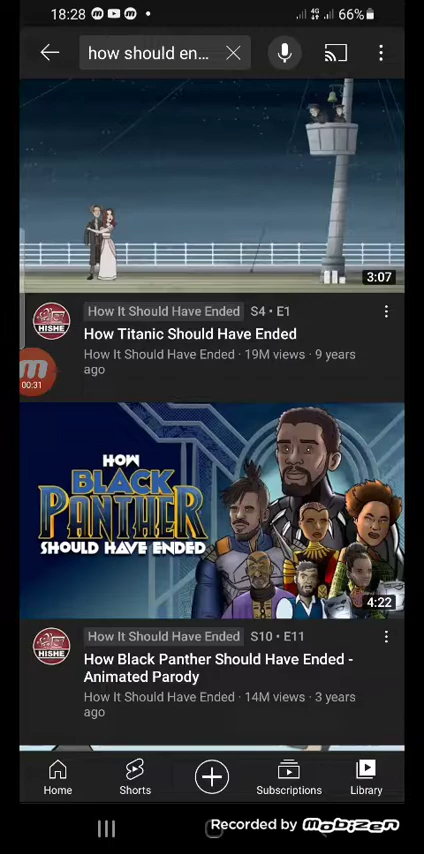 18:28
4G
66%
how should en...
3:07
HISHE
How It Should Have Ended S4 • E1
How Titanic Should Have Ended
How It Should Have Ended · 19M views · 9 years
ago
00:31
HOW
BLACK
PANTHER
SHOULD HAVE ENDED
4:22
HISHE
How It Should Have Ended S10 • E11
How Black Panther Should Have Ended -
Animated Parody
How It Should Have Ended · 14M views · 3 years
ago
Home Shorts Subscriptions Library
Recorded by mobizen